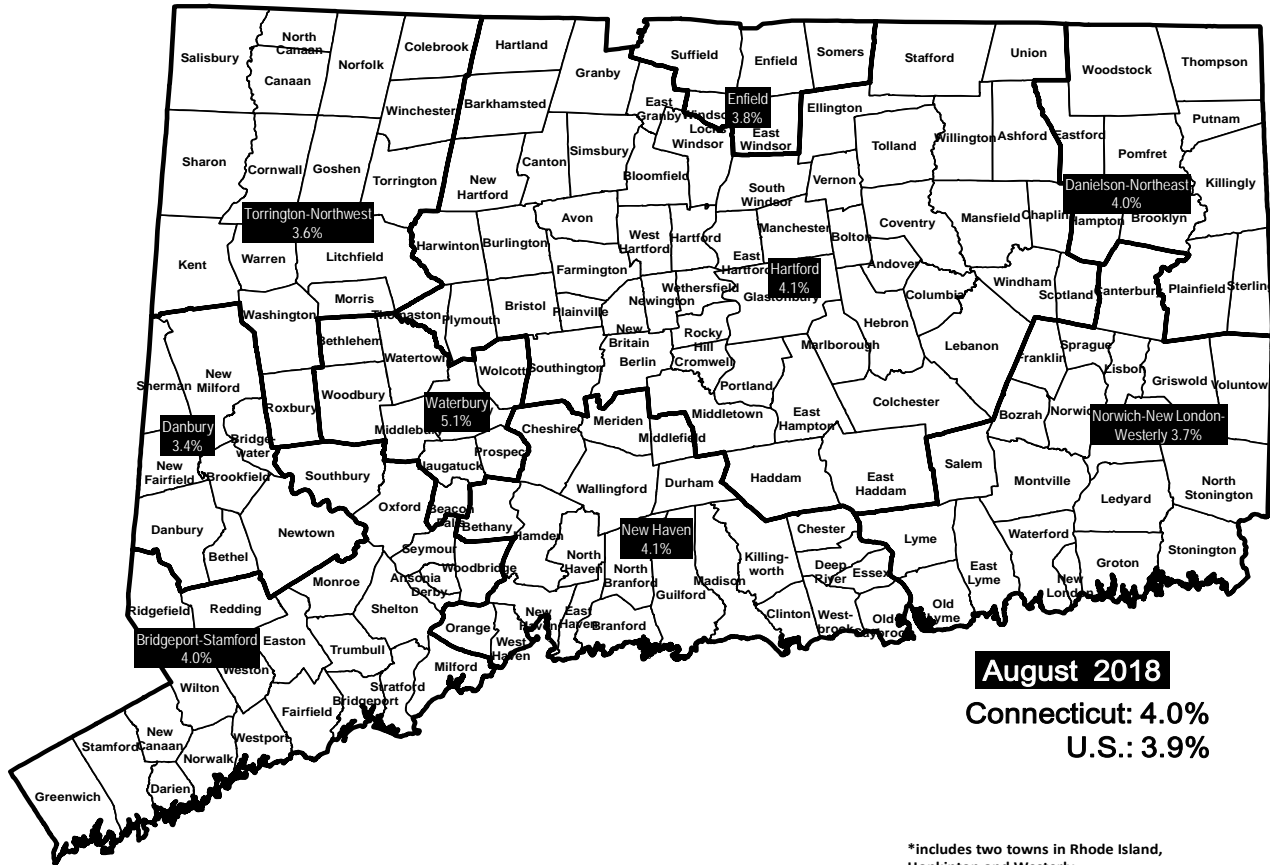 North
Canaan
Colebrook
Hartland
Suffield
Somers
Union
Salisbury
Norfolk
Granby
Enfield
Stafford
Woodstock
Thompson
Canaan
Winchester
Barkhamsted
East
Granby
Windsor
Locks
Enfield
3.8%
Ellington
Putnam
Sharon
Cornwall
Goshen
Torrington
New
Hartford
Canton
Simsbury
Bloomfield
Windsor
East
Windsor
Tolland
Willington
Ashford
Eastford
Pomfret
Killingly
Torrington-Northwest
3.6%
Avon
South
Windsor
Vernon
Danielson-Northeast
4.0%
Kent
Warren
Litchfield
Harwinton
Burlington
Farmington
West
Hartford
Hartford
East
Hartford
Manchester
Bolton
Coventry
Mansfield
Chaplin
Hampton
Brooklyn
Hartford
4.1%
Andover
Morris
Washington
Thomaston
Plymouth
Bristol
Plainville
Newington
Wethersfield
Glastonbury
Columbia
Windham
Scotland
Canterbury
Plainfield
Sterling
Bethlehem
Watertown
Wolcott
Southington
New
Britain
Berlin
Rocky
Hill
Cromwell
Marlborough
Hebron
Lebanon
Franklin
Sprague
Lisbon
Griswold
Voluntown
Sherman
New
Milford
Roxbury
Woodbury
Waterbury
5.1%
Portland
Colchester
Bozrah
Norwich
Norwich-New London-
Westerly 3.7%
Danbury
3.4%
Bridge-
water
Middlebury
Cheshire
Meriden
Middlefield
Middletown
East
Hampton
New
Fairfield
Brookfield
Southbury
Naugatuck
Prospect
Wallingford
Durham
Haddam
East
Haddam
Salem
Montville
Ledyard
North
Stonington
Danbury
Bethel
Newtown
Oxford
Beacon
Falls
Bethany
Hamden
New Haven
4.1%
Chester
Lyme
Waterford
Groton
Stonington
Seymour
Woodbridge
North
Haven
North
Branford
Killing-
worth
Deep
River
Essex
East
Lyme
New
London
Monroe
Ansonia
Derby
Shelton
Guilford
Madison
Clinton
West-
brook
Old
Saybrook
Old
Lyme
Ridgefield
Redding
Easton
Orange
West
Haven
New
Haven
East
Haven
Branford
Bridgeport-Stamford
4.0%
Weston
Trumbull
Milford
Wilton
Fairfield
Bridgeport
Stratford
Stamford
New
Canaan
Norwalk
Westport
Greenwich
Darien
August 2018
Connecticut: 4.0%
U.S.: 3.9%
*includes two towns in Rhode Island,
Hopkinton and Westerly